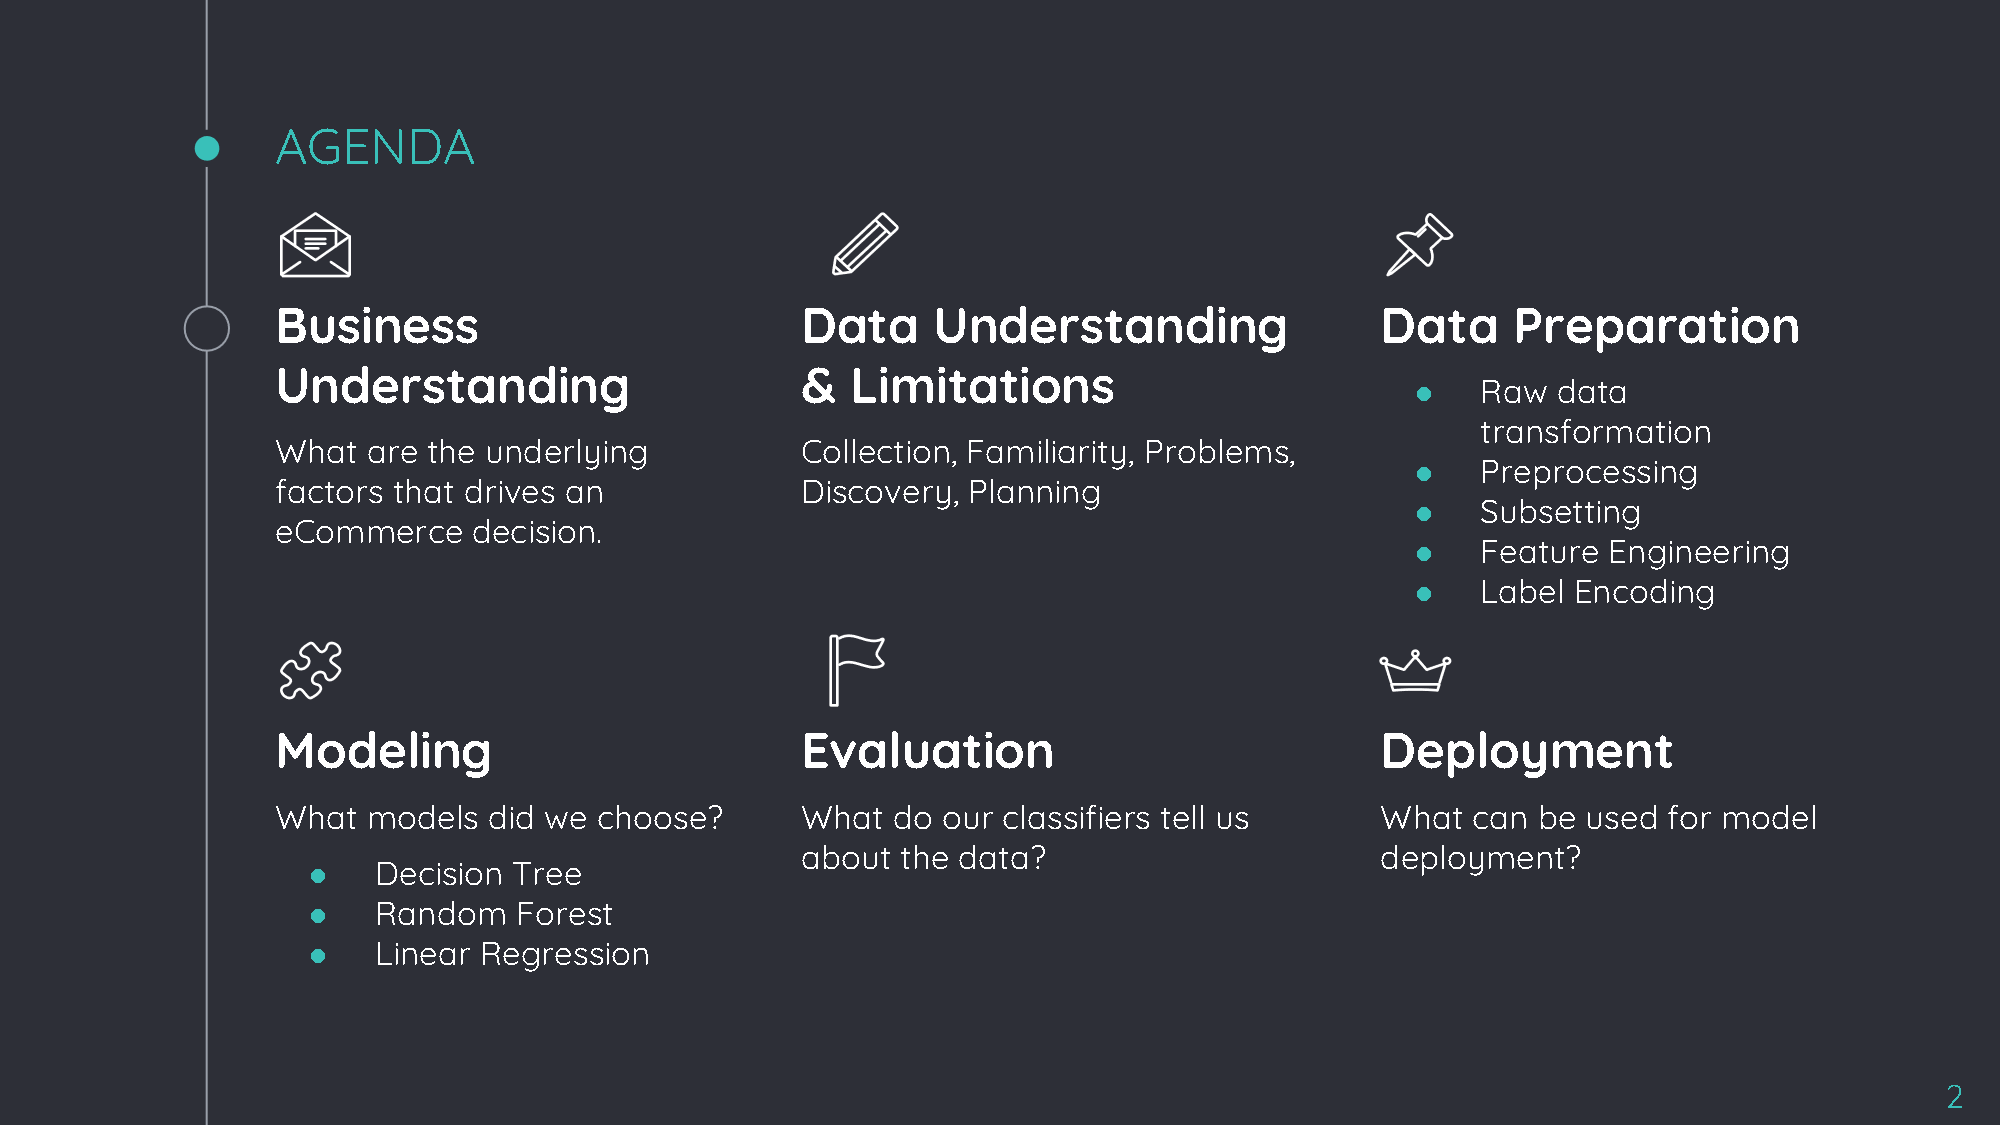 AGENDA
Business
Understanding
What are the underlying
factors that drives an
eCommerce decision.
Data Understanding
& Limitations
Collection, Familiarity, Problems,
Discovery, Planning
Data Preparation
● Raw data
transformation
● Preprocessing
● Subsetting
● Feature Engineering
● Label Encoding
Modeling
What models did we choose?
● Decision Tree
● Random Forest
● Linear Regression
Evaluation
What do our classifiers tell us
about the data?
Deployment
What can be used for model
deployment?
2